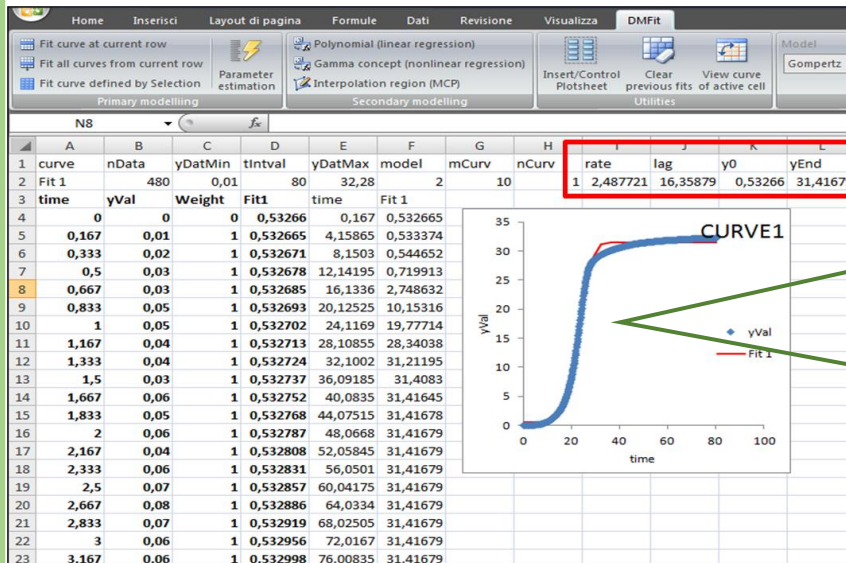 Home Inserisci Layout di pagina Formule Dati Revisione Visualizza DMFit
Fit curve at current row
Fit all curves from current row
Fit curve defined by Selection
Primary modelliing
Parameter
estimation
Polynomial (linear regression)
Gamma concept (nonlinear regression)
Interpolation region (MCP)
Secondary modelling
Insert/Control
Plotsheet
Clear
previous fits
View curve
of active cell
Utilities
Model
Gompertz
N8 fx
A B C D E F G H
1 curve nData yDatMin tIntval yDatMax model mCurv nCurv rate lag y0 yEnd
2 Fit 1 480 0,01 80 32,28 2 10 1 2,487721 16,35879 0,53266 31,4167
3 time yVal Weight Fit1 time Fit 1
4 0 0 0 0,53266 0,167 0,532665
5 0,167 0,01 1 0,532665 4,15865 0,533374
6 0,333 0,02 1 0,532671 8,1503 0,544652
7 0,5 0,03 1 0,532678 12,14195 0,719913
8 0,667 0,03 1 0,532685 16,1336 2,748632
9 0,833 0,05 1 0,532693 20,12525 10,15316
10 1 0,05 1 0,532702 24,1169 19,77714
11 1,167 0,04 1 0,532713 28,10855 28,34038
12 1,333 0,04 1 0,532724 32,1002 31,21195
13 1,5 0,03 1 0,532737 36,09185 31,4083
14 1,667 0,06 1 0,532752 40,0835 31,41645
15 1,833 0,05 1 0,532768 44,07515 31,41678
16 2 0,06 1 0,532787 48,0668 31,41679
17 2,167 0,04 1 0,532808 52,05845 31,41679
18 2,333 0,06 1 0,532831 56,0501 31,41679
19 2,5 0,07 1 0,532857 60,04175 31,41679
20 2,667 0,08 1 0,532886 64,0334 31,41679
21 2,833 0,07 1 0,532919 68,02505 31,41679
22 3 0,06 1 0,532956 72,0167 31,41679
23 3,167 0,06 1 0,532998 76,00835 31,41679
CURVE1
35
30
25
20
15
10
5
0
yVal
0 20 40 60 80 100
time
yVal
Fit 1